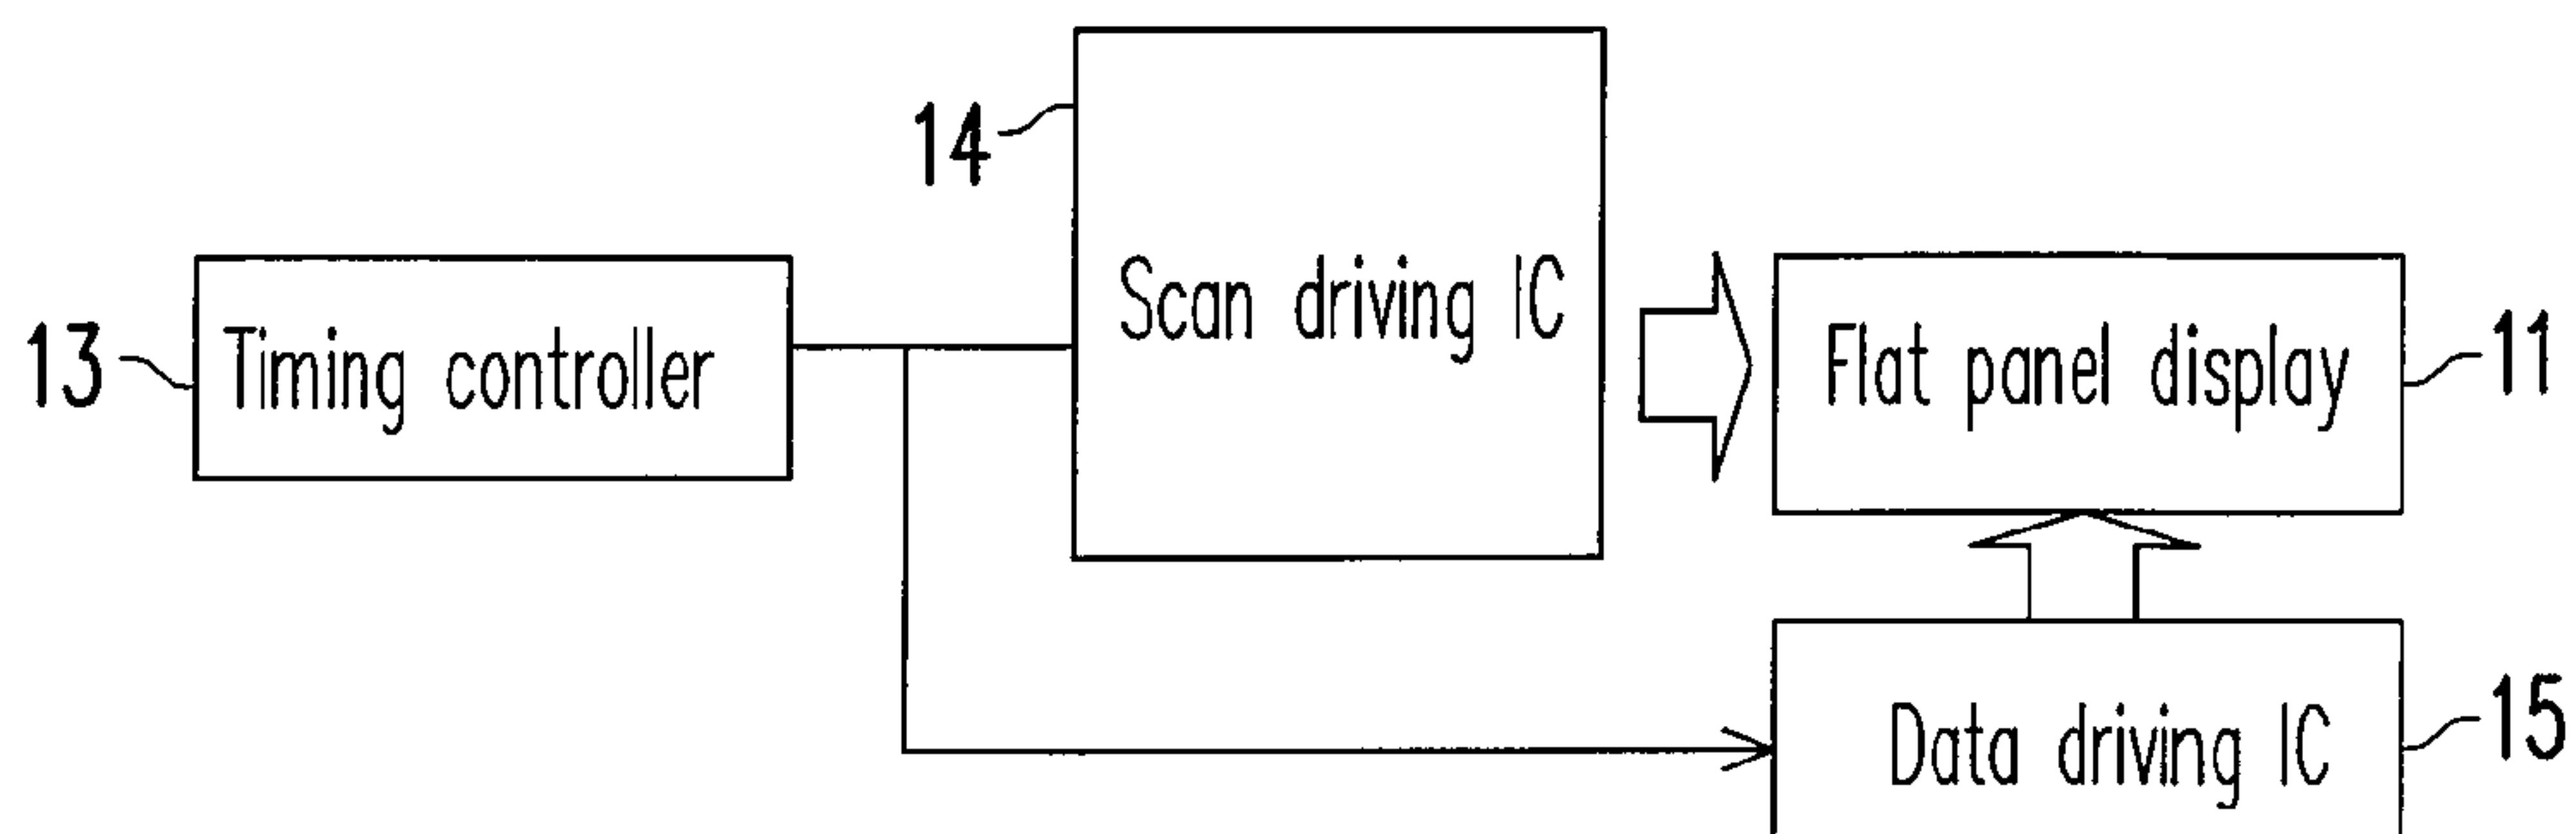 14
Scan driving IC
13
Timing controller
Flat panel display
11
Data driving IC
15